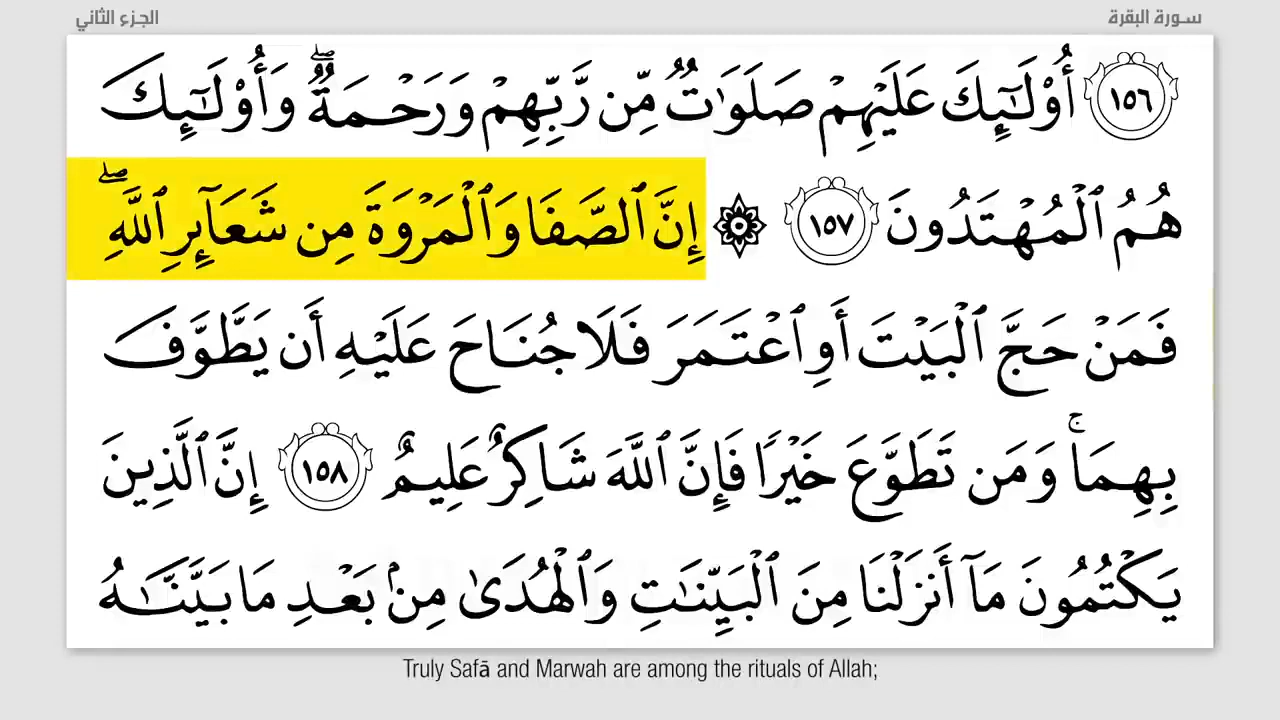 سورة البقرة
الجزء الثاني
١٥٦ أُوْلَـٰٓئِكَ عَلَيْهِمْ صَلَوَٰتٌ مِّن رَّبِّهِمْ وَرَحْمَةٌ ۖ وَأُوْلَـٰٓئِكَ
هُمُ ٱلْمُهْتَدُونَ ١٥٧ ۞ إِنَّ ٱلصَّفَا وَٱلْمَرْوَةَ مِن شَعَآئِرِ ٱللَّهِ ۖ
فَمَنْ حَجَّ ٱلْبَيْتَ أَوِ ٱعْتَمَرَ فَلَا جُنَاحَ عَلَيْهِ أَن يَطَّوَّفَ
بِهِمَا ۚ وَمَن تَطَوَّعَ خَيْرًا فَإِنَّ ٱللَّهَ شَاكِرٌ عَلِيمٌ ١٥٨ إِنَّ ٱلَّذِينَ
يَكْتُمُونَ مَآ أَنزَلْنَا مِنَ ٱلْبَيِّنَـٰتِ وَٱلْهُدَىٰ مِنۢ بَعْدِ مَا بَيَّنَّـٰهُ
Truly Safā and Marwah are among the rituals of Allah;